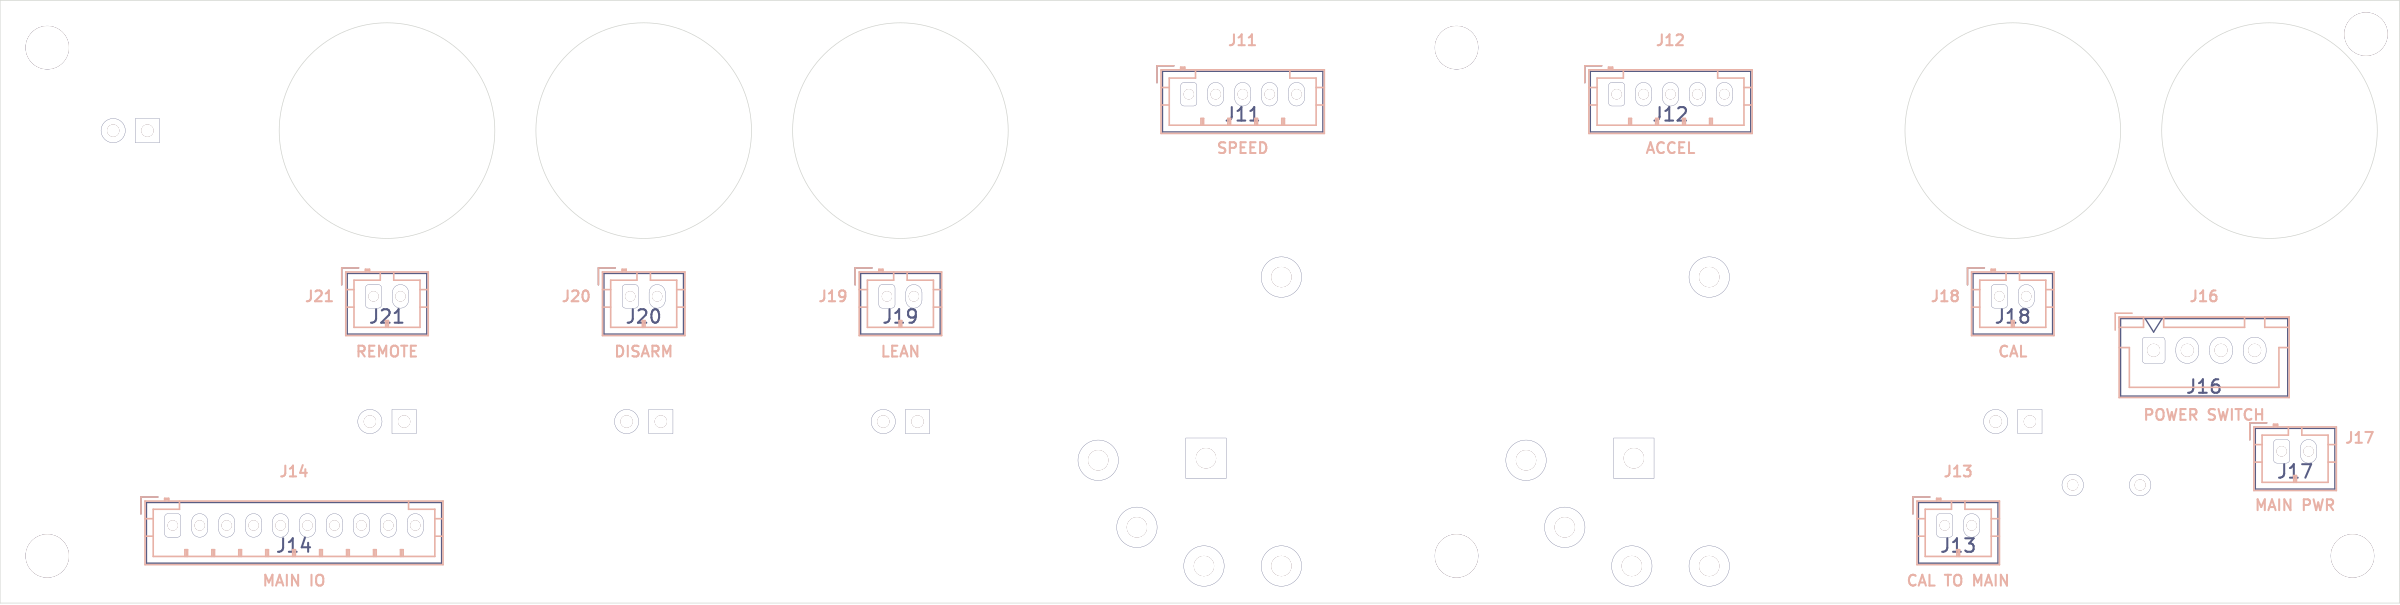 J11
J12
J11
J12
SPEED
ACCEL
J21
J20
J19
J18
J16
J21
J20
J19
J18
REMOTE
DISARM
LEAN
CAL
J16
POWER SWITCH
J17
J14
J13
J17
MAIN PWR
J14
J13
MAIN IO
CAL TO MAIN